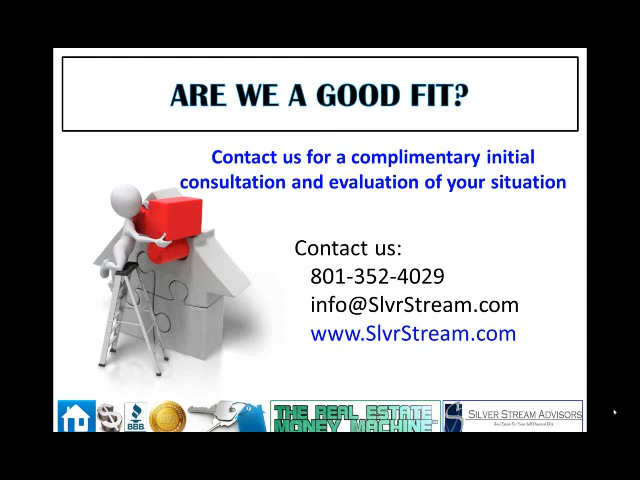 ARE WE A GOOD FIT?
Contact us for a complimentary initial
consultation and evaluation of your situation
Contact us:
801-352-4029
info@SlvrStream.com
www.SlvrStream.com
BBB
THE REAL ESTATE
MONEY MACHINE
SILVER STREAM ADVISORS